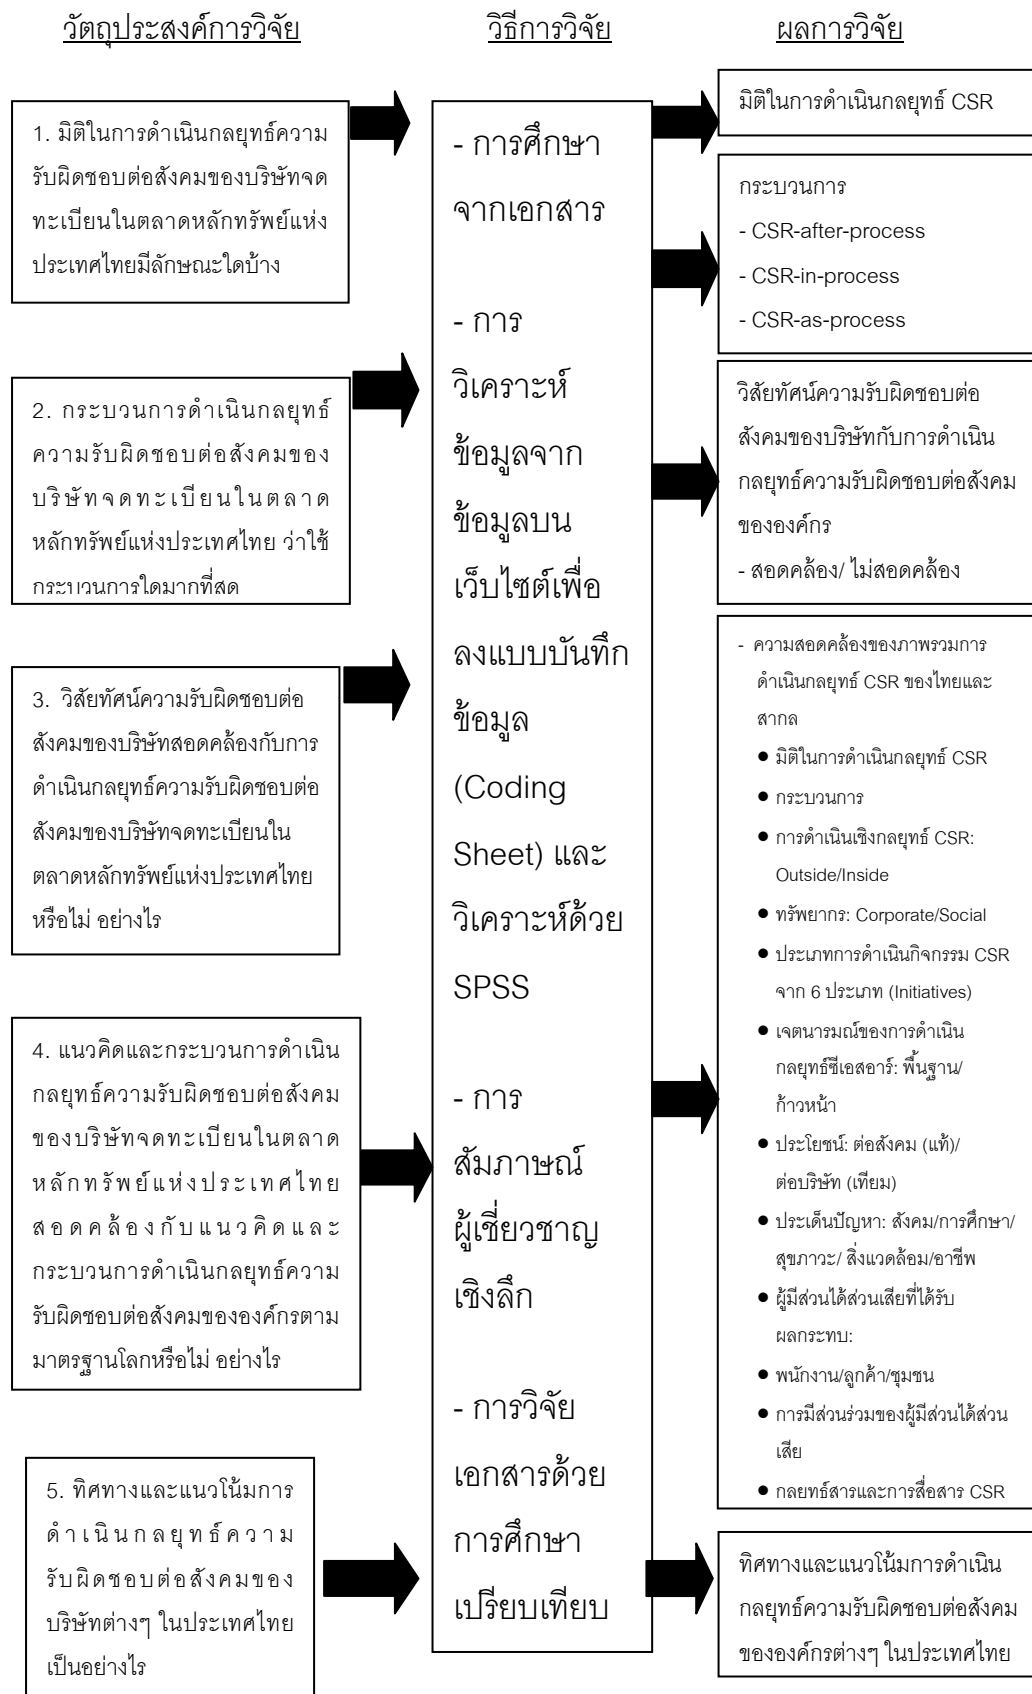 วัตถุประสงค์การวิจัย
วิธีการวิจัย
ผลการวิจัย
1. มิติในการดำเนินกลยุทธ์ความ
รับผิดชอบต่อสังคมของบริษัทจด
ทะเบียนในตลาดหลักทรัพย์แห่ง
ประเทศไทยมีลักษณะใดบ้าง
2. กระบวนการดำเนินกลยุทธ์
ความรับผิดชอบต่อสังคมของ
บริษัทจดทะเบียนในตลาด
หลักทรัพย์แห่งประเทศไทย ว่าใช้
กระบวนการใดมากที่สุด
3. วิสัยทัศน์ความรับผิดชอบต่อ
สังคมของบริษัทสอดคล้องกับการ
ดำเนินกลยุทธ์ความรับผิดชอบต่อ
สังคมของบริษัทจดทะเบียนใน
ตลาดหลักทรัพย์แห่งประเทศไทย
หรือไม่ อย่างไร
4. แนวคิดและกระบวนการดำเนิน
กลยุทธ์ความรับผิดชอบต่อสังคม
ของบริษัทจดทะเบียนในตลาด
หลักทรัพย์แห่งประเทศไทย
สอดคล้องกับแนวคิดและ
กระบวนการดำเนินกลยุทธ์ความ
รับผิดชอบต่อสังคมขององค์กรตาม
มาตรฐานโลกหรือไม่ อย่างไร
5. ทิศทางและแนวโน้มการ
ดำเนินกลยุทธ์ความ
รับผิดชอบต่อสังคมของ
บริษัทต่างๆ ในประเทศไทย
เป็นอย่างไร
- การศึกษา
จากเอกสาร
- การ
วิเคราะห์
ข้อมูลจาก
ข้อมูลบน
เว็บไซต์เพื่อ
ลงแบบบันทึก
ข้อมูล
(Coding
Sheet) และ
วิเคราะห์ด้วย
SPSS
- การ
สัมภาษณ์
ผู้เชี่ยวชาญ
เชิงลึก
- การวิจัย
เอกสารด้วย
การศึกษา
เปรียบเทียบ
มิติในการดำเนินกลยุทธ์ CSR
กระบวนการ
- CSR-after-process
- CSR-in-process
- CSR-as-process
วิสัยทัศน์ความรับผิดชอบต่อ
สังคมของบริษัทกับการดำเนิน
กลยุทธ์ความรับผิดชอบต่อสังคม
ขององค์กร
- สอดคล้อง/ ไม่สอดคล้อง
- ความสอดคล้องของภาพรวมการ
ดำเนินกลยุทธ์ CSR ของไทยและ
สากล
● มิติในการดำเนินกลยุทธ์ CSR
● กระบวนการ
● การดำเนินเชิงกลยุทธ์ CSR:
Outside/Inside
● ทรัพยากร: Corporate/Social
● ประเภทการดำเนินกิจกรรม CSR
จาก 6 ประเภท (Initiatives)
● เจตนารมณ์ของการดำเนิน
กลยุทธ์ซีเอสอาร์: พื้นฐาน/
ก้าวหน้า
● ประโยชน์: ต่อสังคม (แท้)/
ต่อบริษัท (เทียม)
● ประเด็นปัญหา: สังคม/การศึกษา/
สุขภาวะ/ สิ่งแวดล้อม/อาชีพ
● ผู้มีส่วนได้ส่วนเสียที่ได้รับ
ผลกระทบ:
● พนักงาน/ลูกค้า/ชุมชน
● การมีส่วนร่วมของผู้มีส่วนได้ส่วน
เสีย
● กลยุทธ์สารและการสื่อสาร CSR
ทิศทางและแนวโน้มการดำเนิน
กลยุทธ์ความรับผิดชอบต่อสังคม
ขององค์กรต่างๆ ในประเทศไทย